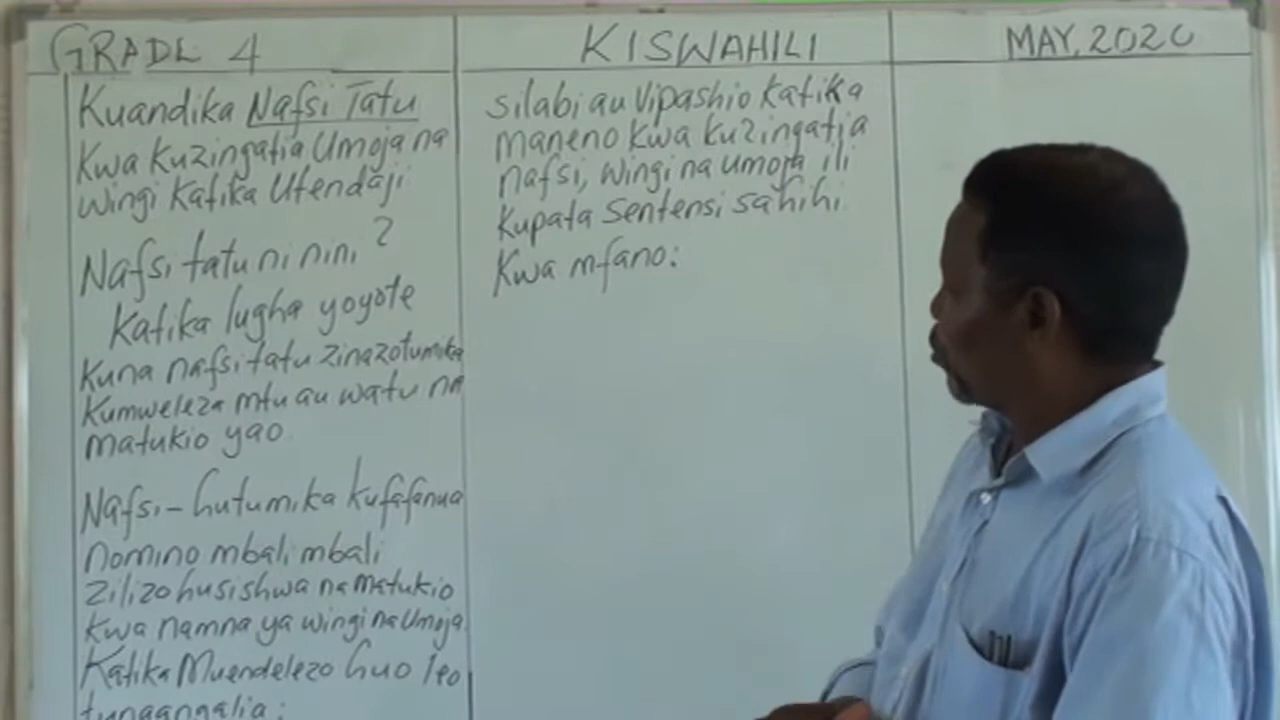 GRADE 4
KISWAHILI
MAY, 2020
Kuandika Nafsi Tatu
Kwa Kuzingatia Umoja na
wingi Katika Utendaji
Nafsi tatu ni nini ?
Katika lugha yoyote
Kuna nafsi tatu zinazotumika
Kumweleza mtu au watu na
matukio yao
Nafsi - hutumika kufafanua
nomino mbali mbali
zilizohusishwa na matukio
Kwa namna ya wingi na Umoja
Katika Muendelezo huo leo
tunaangalia :
Silabi au Vipashio katika
maneno kwa kuzingatia
nafsi, wingi na umoja ili
Kupata Sentensi sahihi.
Kwa mfano: